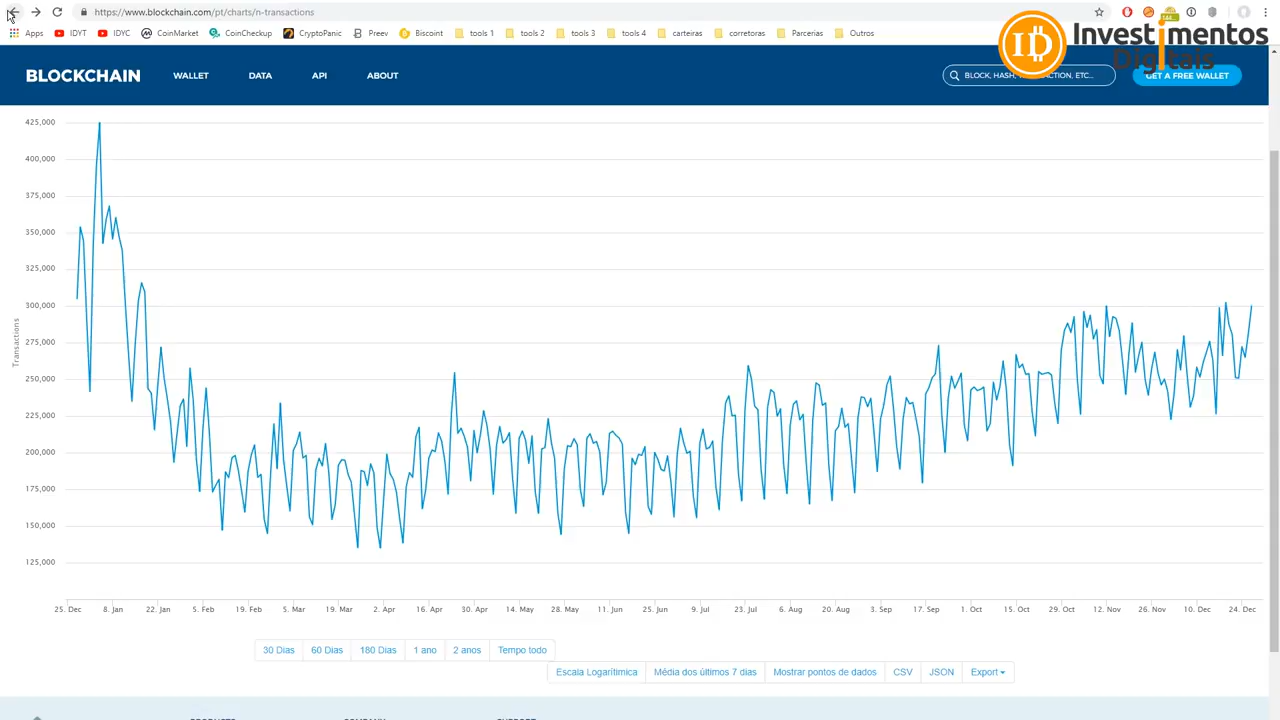 https://www.blockchain.com/pt/charts/n-transactions
Apps IDYT IDYC CoinMarket CoinCheckup CryptoPanic Preev Biscoint tools 1 tools 2 tools 3 tools 4 carteiras corretoras Parcerias Outros
Investimentos
Digitais
BLOCKCHAIN WALLET DATA API ABOUT BLOCK, HASH, TRANSACTION, ETC... GET A FREE WALLET
425,000
400,000
375,000
350,000
325,000
300,000
275,000
250,000
225,000
200,000
175,000
150,000
125,000
Transactions
25. Dec 8. Jan 22. Jan 5. Feb 19. Feb 5. Mar 19. Mar 2. Apr 16. Apr 30. Apr 14. May 28. May 11. Jun 25. Jun 9. Jul 23. Jul 6. Aug 20. Aug 3. Sep 17. Sep 1. Oct 15. Oct 29. Oct 12. Nov 26. Nov 10. Dec 24. Dec
30 Dias 60 Dias 180 Dias 1 ano 2 anos Tempo todo
Escala Logarítimica Média dos últimos 7 dias Mostrar pontos de dados CSV JSON Export